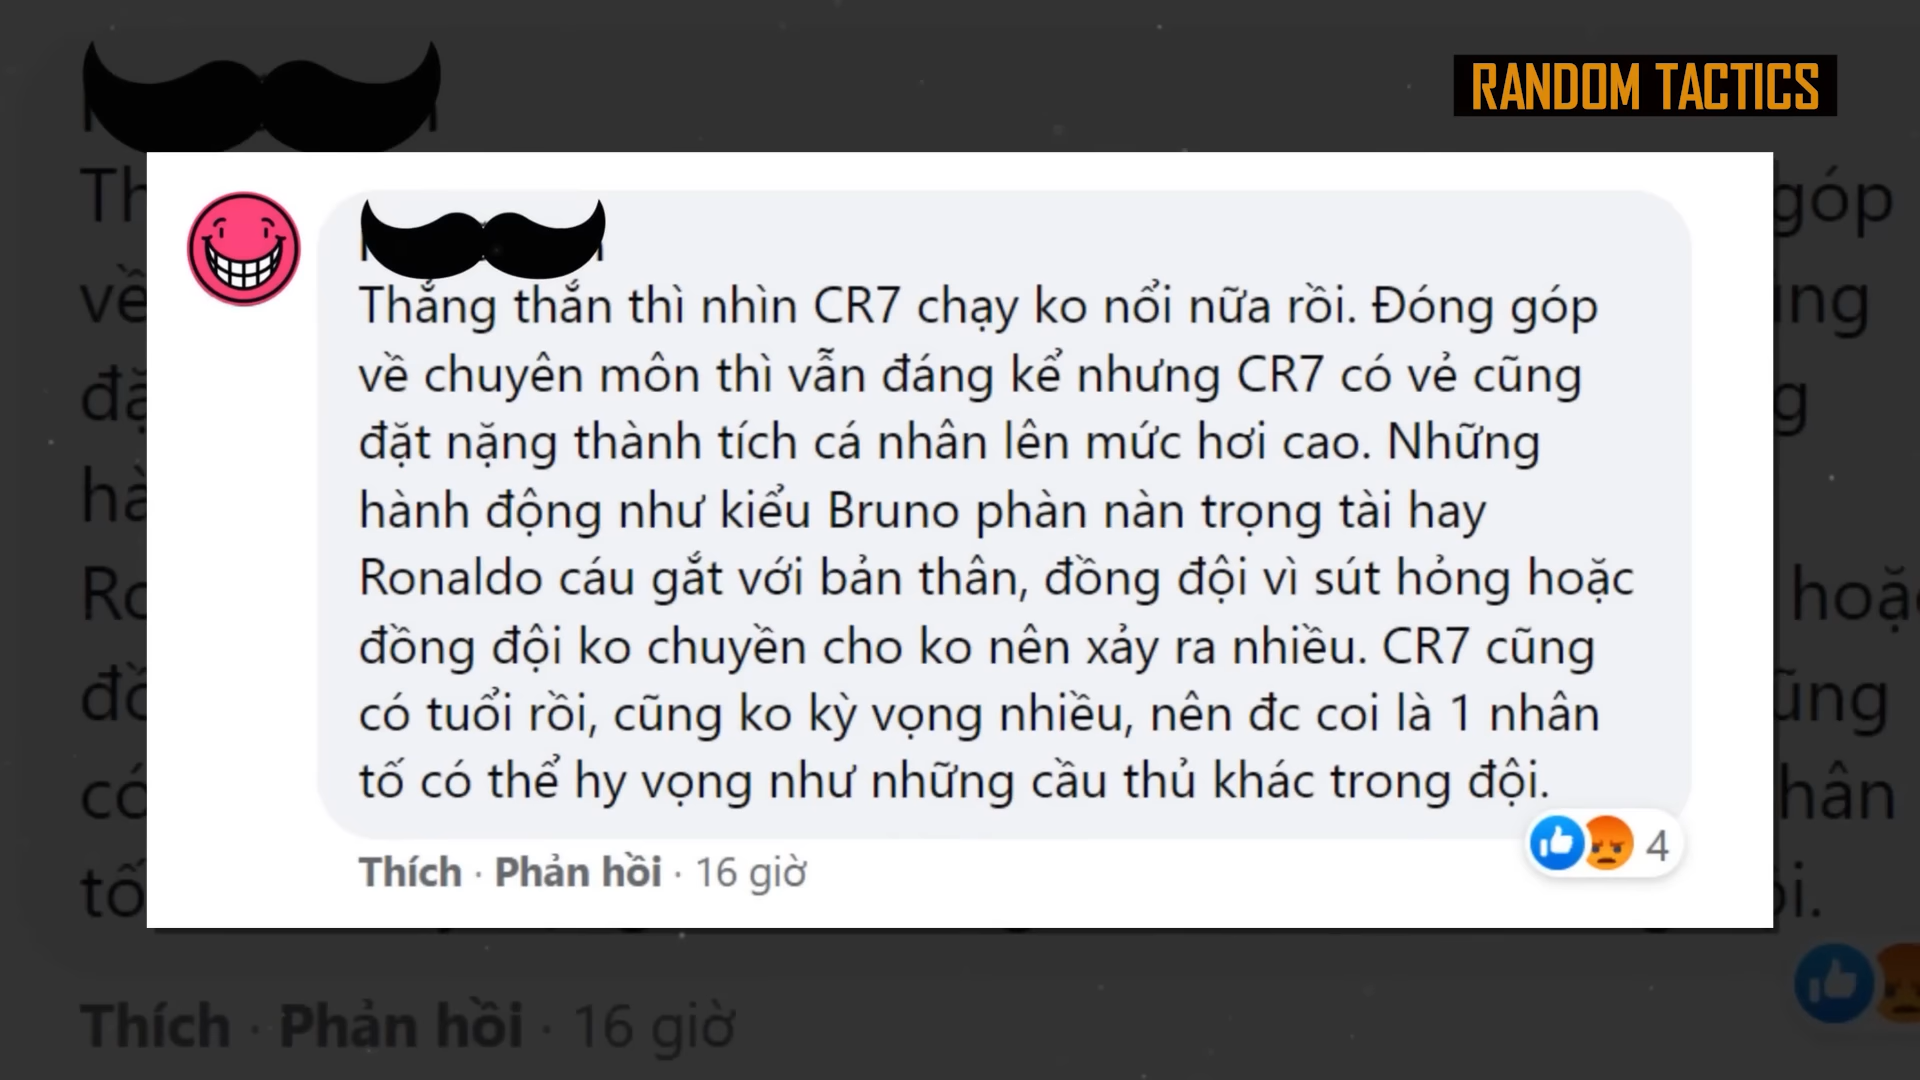 RANDOM TACTICS
Thẳng thắn thì nhìn CR7 chạy ko nổi nữa rồi. Đóng góp
về chuyên môn thì vẫn đáng kể nhưng CR7 có vẻ cũng
đặt nặng thành tích cá nhân lên mức hơi cao. Những
hành động như kiểu Bruno phàn nàn trọng tài hay
Ronaldo cáu gắt với bản thân, đồng đội vì sút hỏng hoặc
đồng đội ko chuyền cho ko nên xảy ra nhiều. CR7 cũng
có tuổi rồi, cũng ko kỳ vọng nhiều, nên đc coi là 1 nhân
tố có thể hy vọng như những cầu thủ khác trong đội.
4
Thích · Phản hồi · 16 giờ
Thích · Phản hồi · 16 giờ